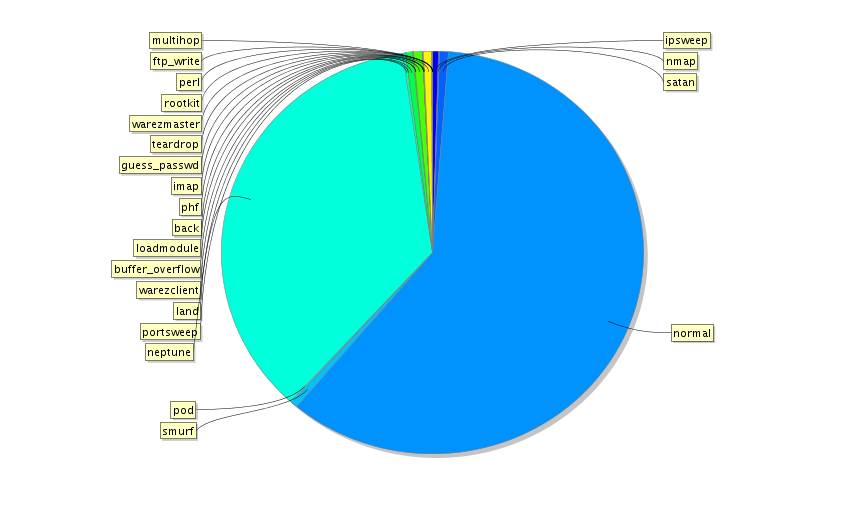 multihop
ftp_write
perl
rootkit
warezmaster
teardrop
guess_passwd
imap
phf
back
loadmodule
buffer_overflow
warezclient
land
portsweep
neptune
pod
smurf
ipsweep
nmap
satan
normal